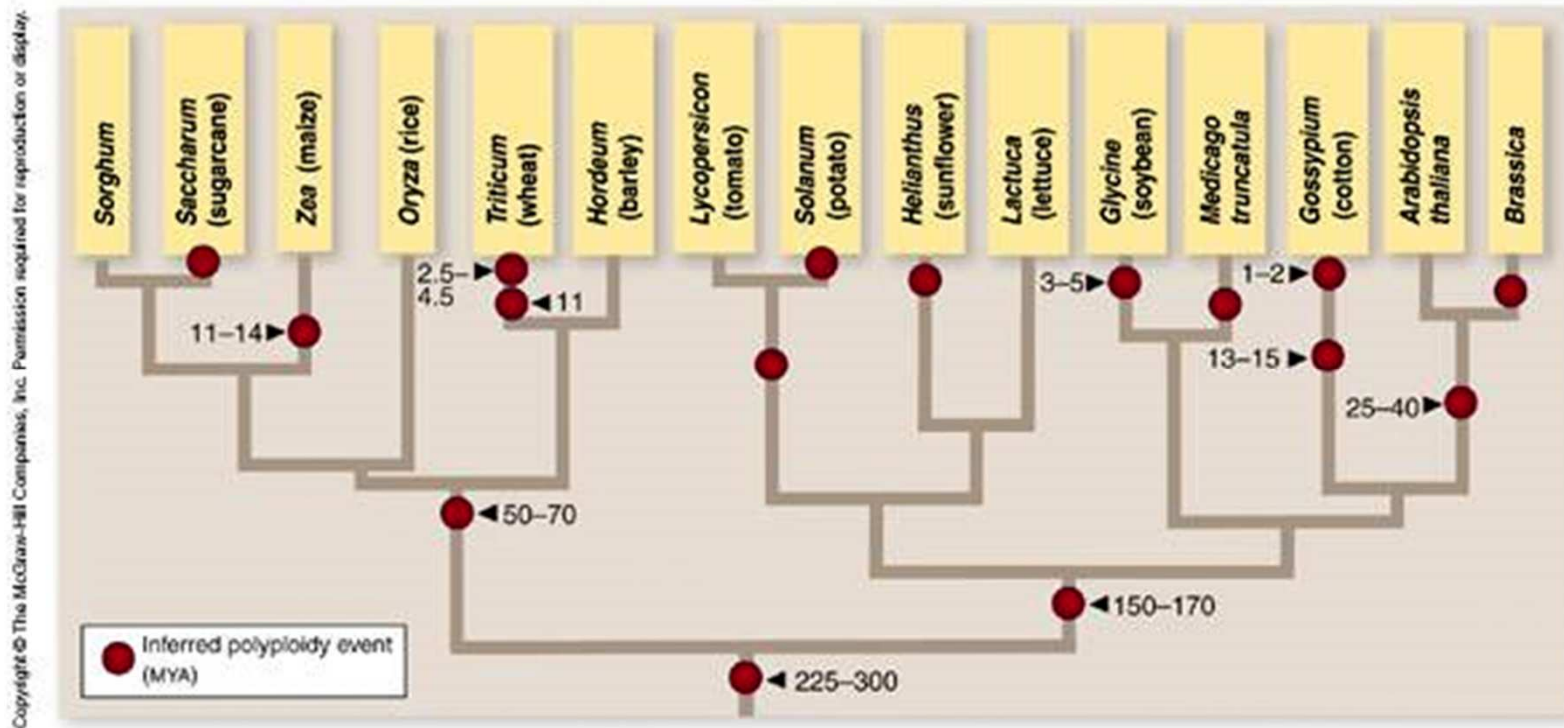 Copyright © The McGraw-Hill Companies, Inc. Permission required for reproduction or display.
Sorghum
Saccharum
(sugarcane)
Zea (maize)
Oryza (rice)
Triticum
(wheat)
Hordeum
(barley)
Lycopersicon
(tomato)
Solanum
(potato)
Helianthus
(sunflower)
Lactuca
(lettuce)
Glycine
(soybean)
Medicago
truncatula
Gossypium
(cotton)
Arabidopsis
thaliana
Brassica
2.5–
4.5
11
11–14
3–5
1–2
13–15
25–40
50–70
150–170
225–300
Inferred polyploidy event
(MYA)